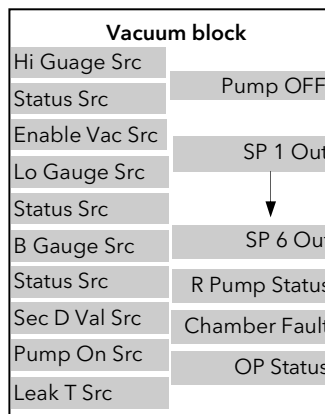 Vacuum block
Hi Guage Src
Status Src
Enable Vac Src
Lo Gauge Src
Status Src
B Gauge Src
Status Src
Sec D Val Src
Pump On Src
Leak T Src
Pump OFF
SP 1 Out
SP 6 Out
R Pump Status
Chamber Fault
OP Status